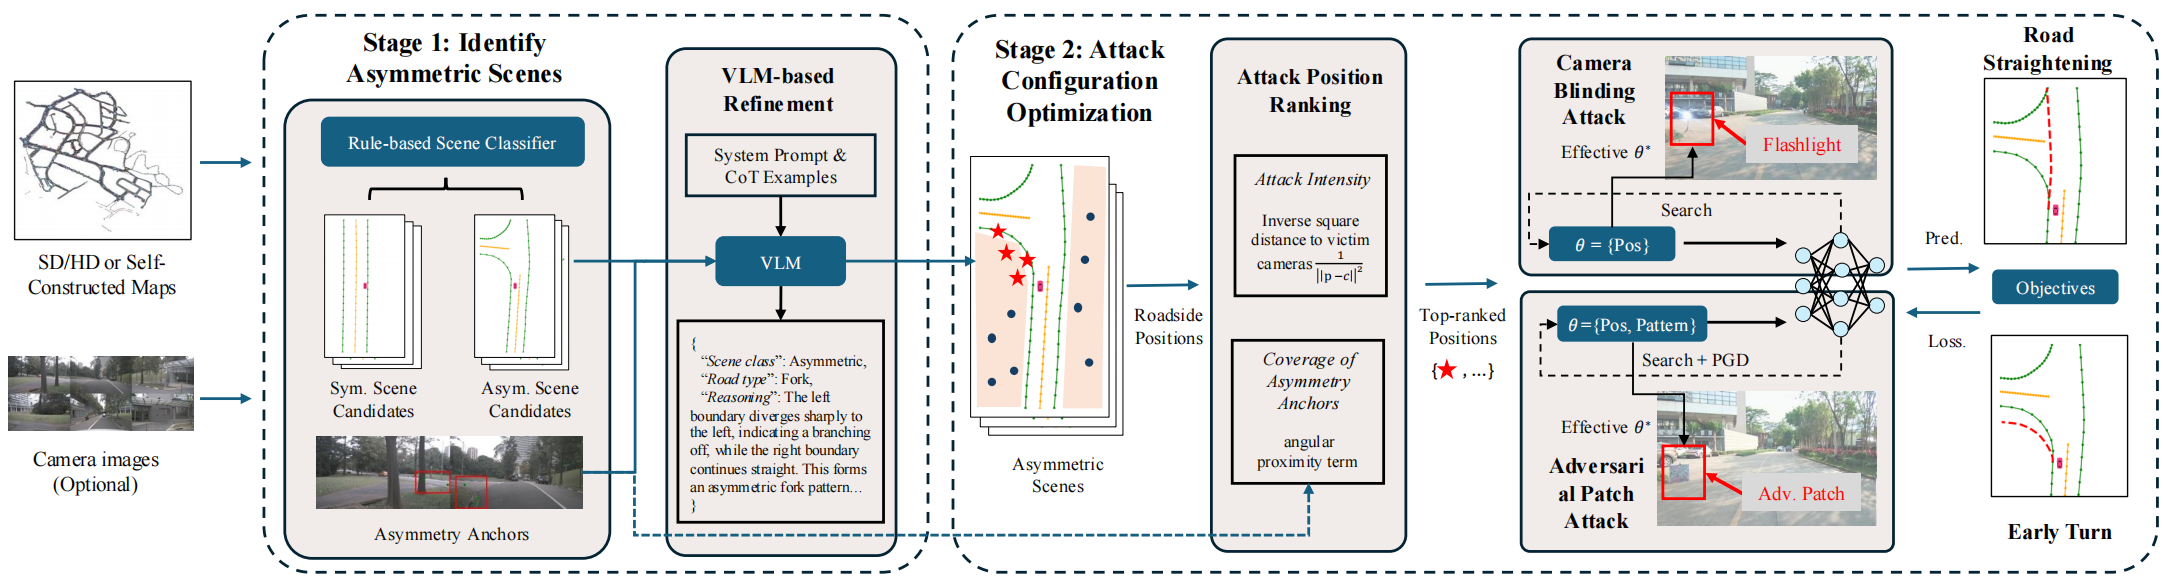 SD/HD or Self-
Constructed Maps
Camera images
(Optional)
Stage 1: Identify
Asymmetric Scenes
Rule-based Scene Classifier
Sym. Scene
Candidates
Asym. Scene
Candidates
Asymmetry Anchors
VLM-based
Refinement
System Prompt &
CoT Examples
VLM
{
“Scene class”: Asymmetric,
“Road type”: Fork,
“Reasoning”: The left
boundary diverges sharply to
the left, indicating a branching
off, while the right boundary
continues straight. This forms
an asymmetric fork pattern…
}
Stage 2: Attack
Configuration
Optimization
Asymmetric
Scenes
Roadside
Positions
Attack Position
Ranking
Attack Intensity
Inverse square
distance to victim
cameras 1/||p−c||²
Coverage of
Asymmetry
Anchors
angular
proximity term
Top-ranked
Positions
{★, …}
Camera
Blinding
Attack
Effective θ*
Flashlight
Search
θ = {Pos}
θ ={Pos, Pattern}
Search + PGD
Effective θ*
Adversari
al Patch
Attack
Adv. Patch
Pred.
Loss.
Road
Straightening
Objectives
Early Turn